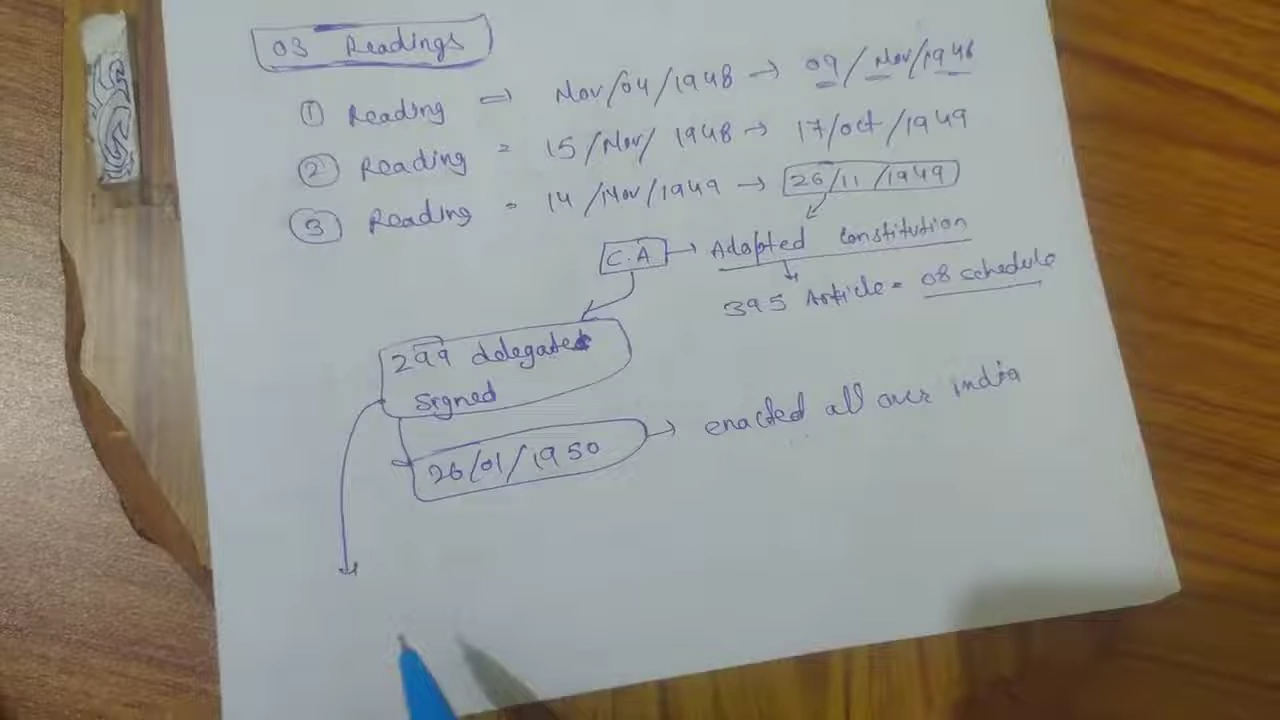 03 Readings
① Reading → Nov/04/1948 → 09/Nov/1948
② Reading = 15/Nov/1948 → 17/oct/1949
③ Reading = 14/Nov/1949 → 26/11/1949
C.A → Adopted Constitution
395 Article = 08 schedule
299 delegates
signed
26/01/1950 → enacted all over india